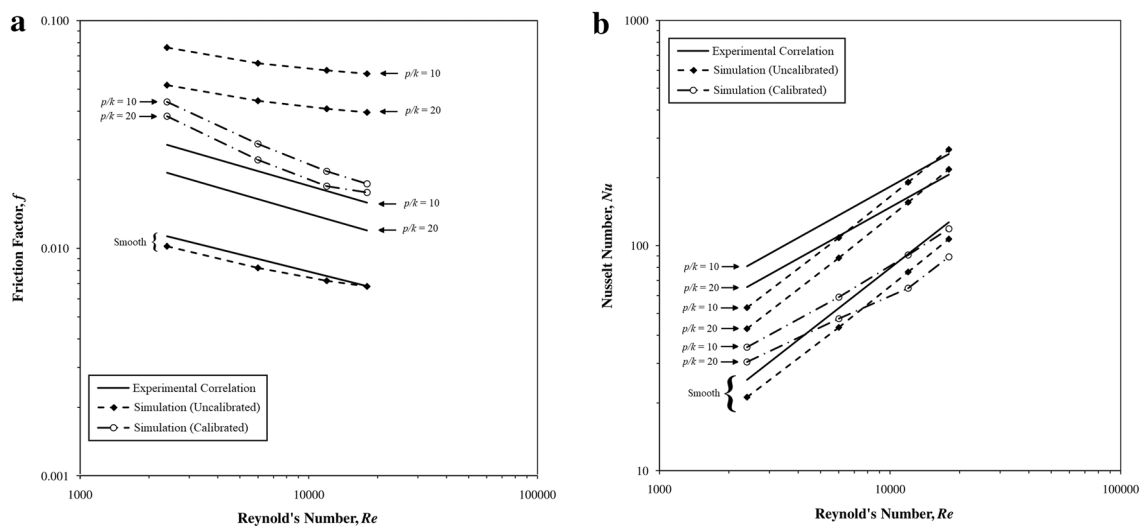 a
0.100
0.010
0.001
Friction Factor, f
p/k = 10
p/k = 20
p/k = 10
p/k = 20
p/k = 10
p/k = 20
Smooth
Experimental Correlation
Simulation (Uncalibrated)
Simulation (Calibrated)
1000
10000
100000
Reynold's Number, Re
b
1000
100
10
Nusselt Number, Nu
Experimental Correlation
Simulation (Uncalibrated)
Simulation (Calibrated)
p/k = 10
p/k = 20
p/k = 10
p/k = 20
p/k = 10
p/k = 20
Smooth
1000
10000
100000
Reynold's Number, Re